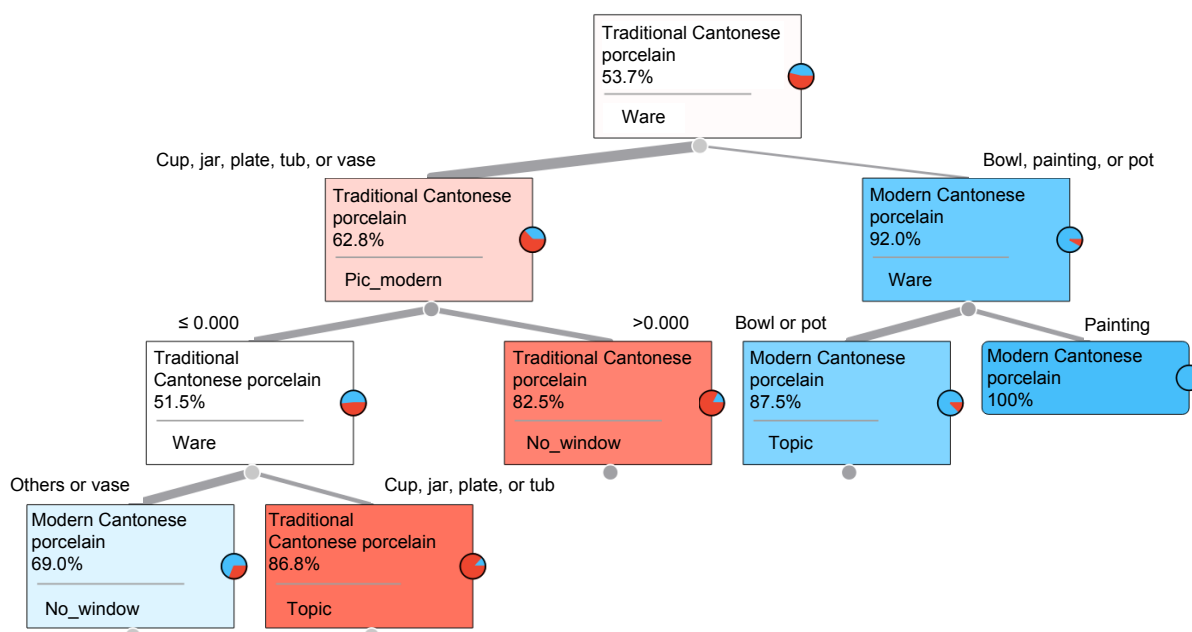 Traditional Cantonese
porcelain
53.7%
Ware
Cup, jar, plate, tub, or vase
Bowl, painting, or pot
Traditional Cantonese
porcelain
62.8%
Pic_modern
Modern Cantonese
porcelain
92.0%
Ware
≤ 0.000
>0.000
Bowl or pot
Painting
Traditional
Cantonese porcelain
51.5%
Ware
Traditional Cantonese
porcelain
82.5%
No_window
Modern Cantonese
porcelain
87.5%
Topic
Modern Cantonese
porcelain
100%
Others or vase
Cup, jar, plate, or tub
Modern Cantonese
porcelain
69.0%
No_window
Traditional
Cantonese porcelain
86.8%
Topic